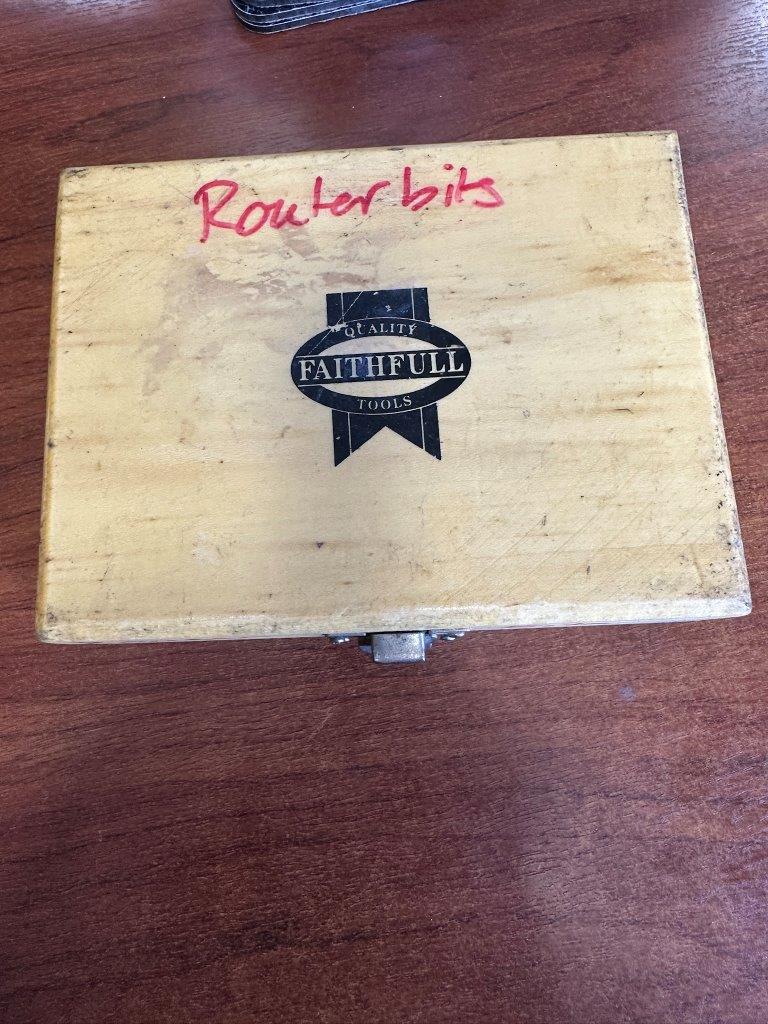 Router bits
QUALITY
FAITHFULL
TOOLS